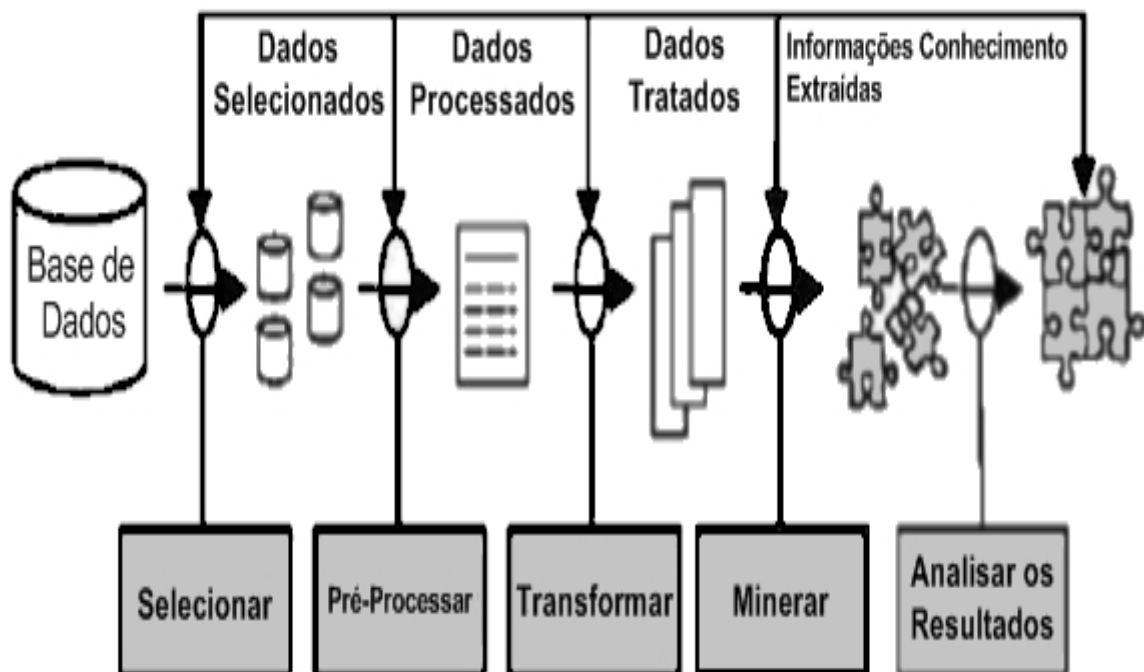 Dados
Selecionados
Dados
Processados
Dados
Tratados
Informações Conhecimento
Extraídas
Base de
Dados
Selecionar
Pré-Processar
Transformar
Minerar
Analisar os
Resultados